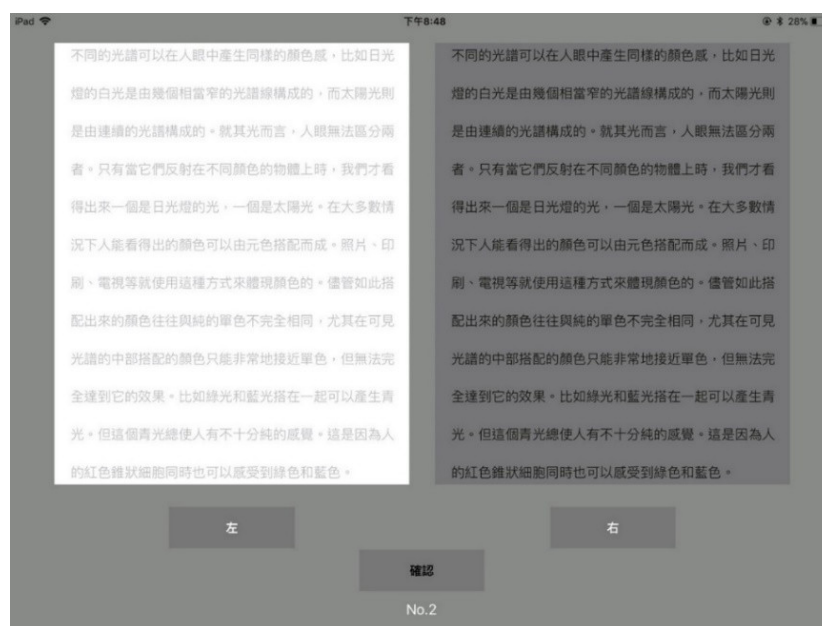 iPad
下午8:48
28%
不同的光譜可以在人眼中產生同樣的顏色感，比如日光
燈的白光是由幾個相當窄的光譜線構成的，而太陽光則
是由連續的光譜構成的。就其光而言，人眼無法區分兩
者。只有當它們反射在不同顏色的物體上時，我們才看
得出來一個是日光燈的光，一個是太陽光。在大多數情
況下人能看得出的顏色可以由元色搭配而成。照片、印
刷、電視等就使用這種方式來體現顏色的。儘管如此搭
配出來的顏色往往與純的單色不完全相同，尤其在可見
光譜的中部搭配的顏色只能非常地接近單色，但無法完
全達到它的效果。比如綠光和藍光搭在一起可以產生青
光。但這個青光總使人有不十分純的感覺。這是因為人
的紅色錐狀細胞同時也可以感受到綠色和藍色。
不同的光譜可以在人眼中產生同樣的顏色感，比如日光
燈的白光是由幾個相當窄的光譜線構成的，而太陽光則
是由連續的光譜構成的。就其光而言，人眼無法區分兩
者。只有當它們反射在不同顏色的物體上時，我們才看
得出來一個是日光燈的光，一個是太陽光。在大多數情
況下人能看得出的顏色可以由元色搭配而成。照片、印
刷、電視等就使用這種方式來體現顏色的。儘管如此搭
配出來的顏色往往與純的單色不完全相同，尤其在可見
光譜的中部搭配的顏色只能非常地接近單色，但無法完
全達到它的效果。比如綠光和藍光搭在一起可以產生青
光。但這個青光總使人有不十分純的感覺。這是因為人
的紅色錐狀細胞同時也可以感受到綠色和藍色。
左
右
確認
No.2